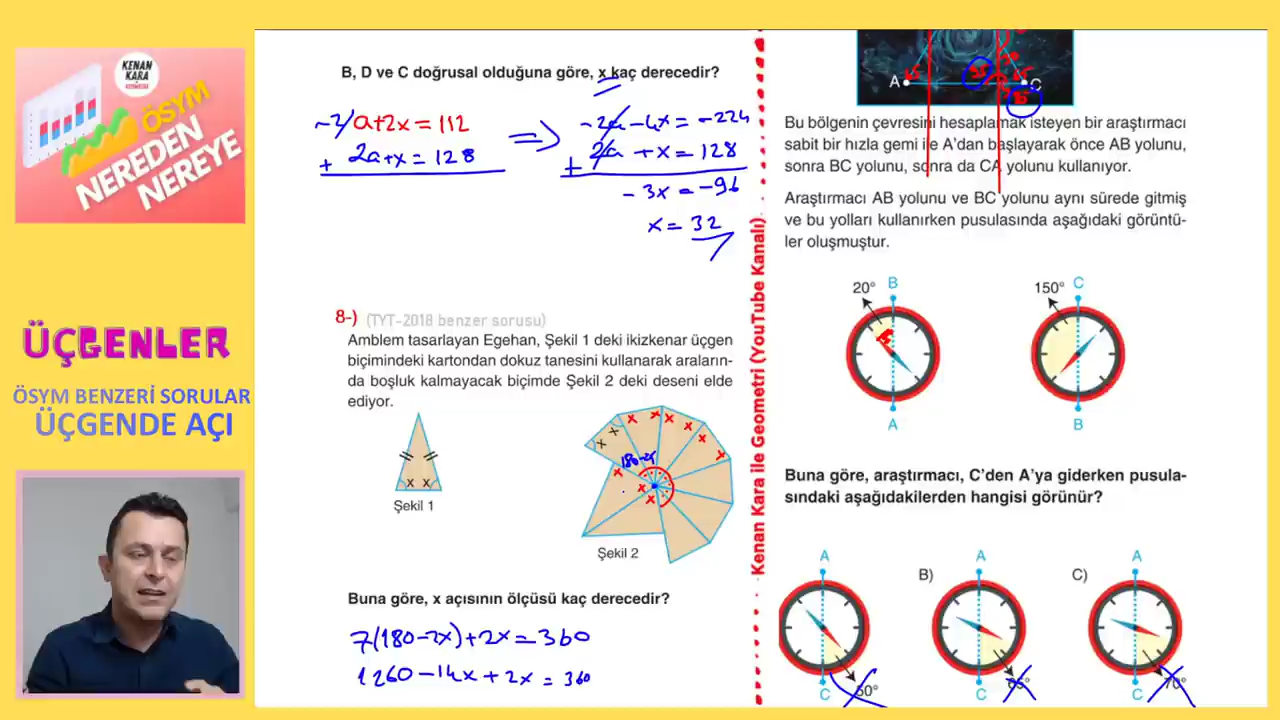 KENAN
KARA
ÖSYM
NEREDEN
NEREYE
ÜÇGENLER
ÖSYM BENZERİ SORULAR
ÜÇGENDE AÇI
B, D ve C doğrusal olduğuna göre, x kaç derecedir?
-2/ a+2x = 112
+ 2a+x = 128
=> -2a - 4x = -224
+ 2a + x = 128
-3x = -96
x = 32
8-) (TYT-2018 benzer sorusu)
Amblem tasarlayan Egehan, Şekil 1 deki ikizkenar üçgen
biçimindeki kartondan dokuz tanesini kullanarak araların-
da boşluk kalmayacak biçimde Şekil 2 deki deseni elde
ediyor.
x x
Şekil 1
x x x x x x x x
180-2x
x x x
Şekil 2
Buna göre, x açısının ölçüsü kaç derecedir?
7(180-2x)+2x=360
1260-14x+2x=360
Kenan Kara ile Geometri (YouTube Kanalı)
A C
Bu bölgenin çevresini hesaplamak isteyen bir araştırmacı
sabit bir hızla gemi ile A'dan başlayarak önce AB yolunu,
sonra BC yolunu, sonra da CA yolunu kullanıyor.
Araştırmacı AB yolunu ve BC yolunu aynı sürede gitmiş
ve bu yolları kullanırken pusulasında aşağıdaki görüntü-
ler oluşmuştur.
20° B
A
150° C
B
Buna göre, araştırmacı, C'den A'ya giderken pusula-
sındaki aşağıdakilerden hangisi görünür?
A
C 50°
B) A
C 65°
C) A
C 70°